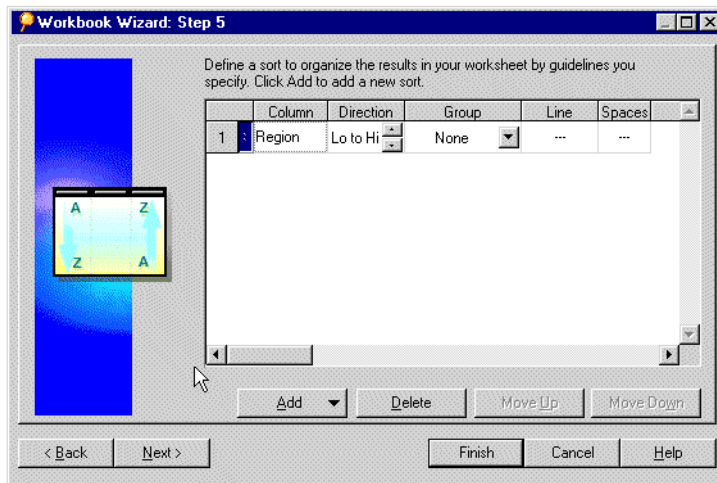 Workbook Wizard: Step 5
Define a sort to organize the results in your worksheet by guidelines you
specify. Click Add to add a new sort.
Column Direction Group Line Spaces
1 Region Lo to Hi None --- ---
A Z
Z A
Add Delete Move Up Move Down
< Back Next > Finish Cancel Help